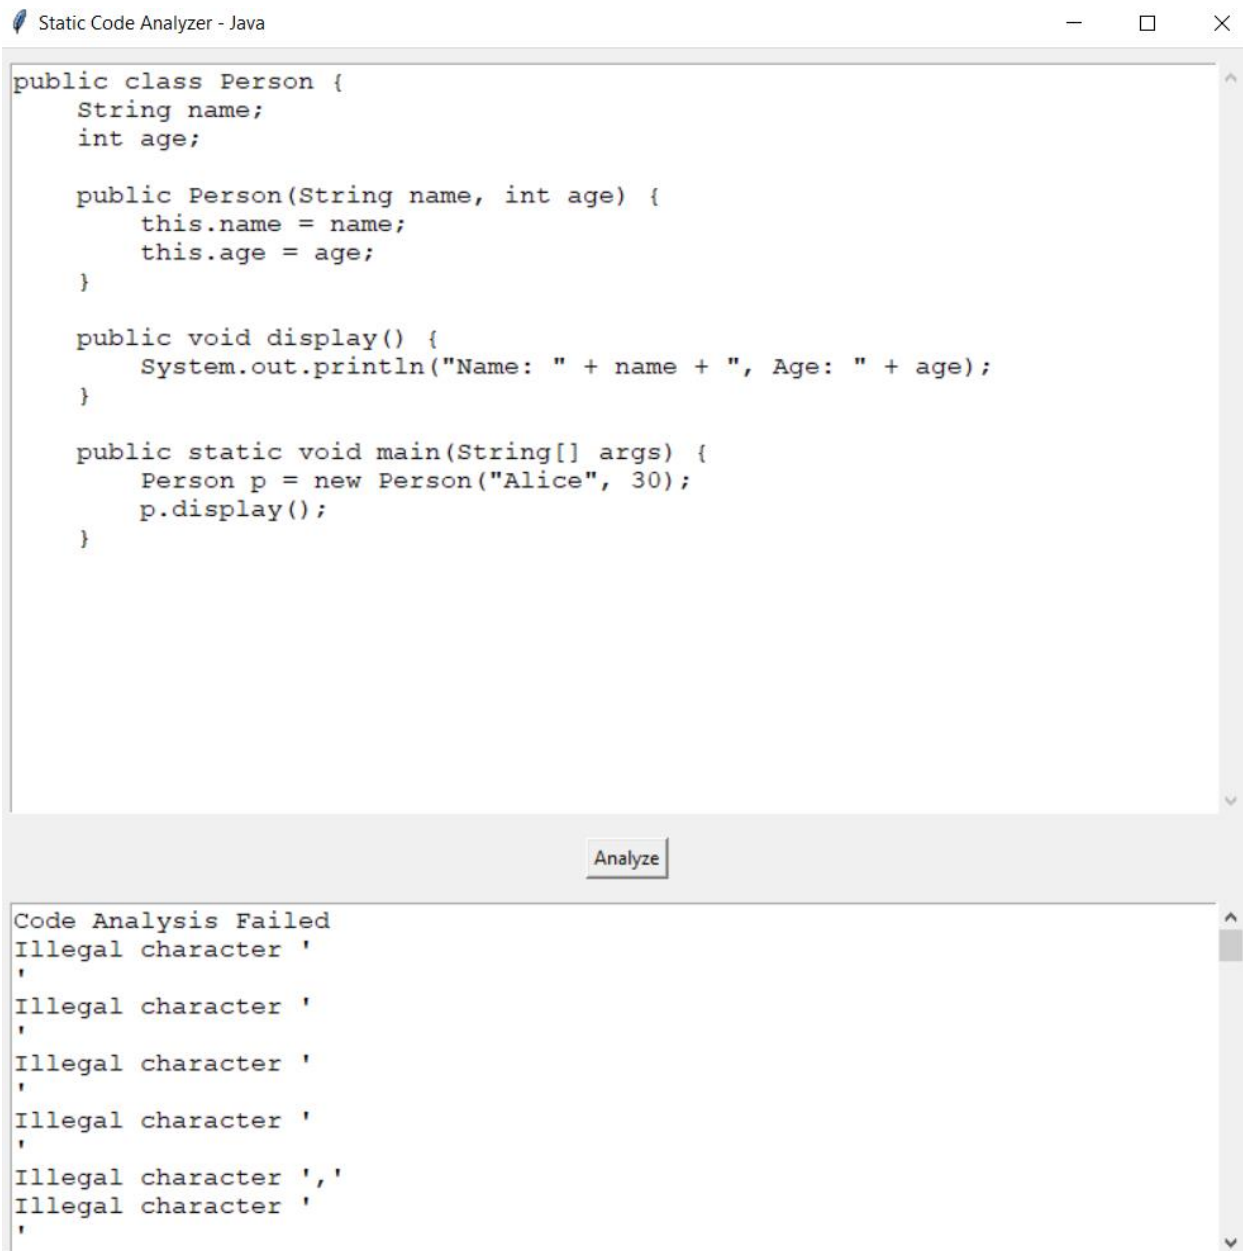 Static Code Analyzer - Java
public class Person {
    String name;
    int age;

    public Person(String name, int age) {
        this.name = name;
        this.age = age;
    }

    public void display() {
        System.out.println("Name: " + name + ", Age: " + age);
    }

    public static void main(String[] args) {
        Person p = new Person("Alice", 30);
        p.display();
    }
Analyze
Code Analysis Failed
Illegal character '
'
Illegal character '
'
Illegal character '
'
Illegal character '
'
Illegal character ','
Illegal character '
'